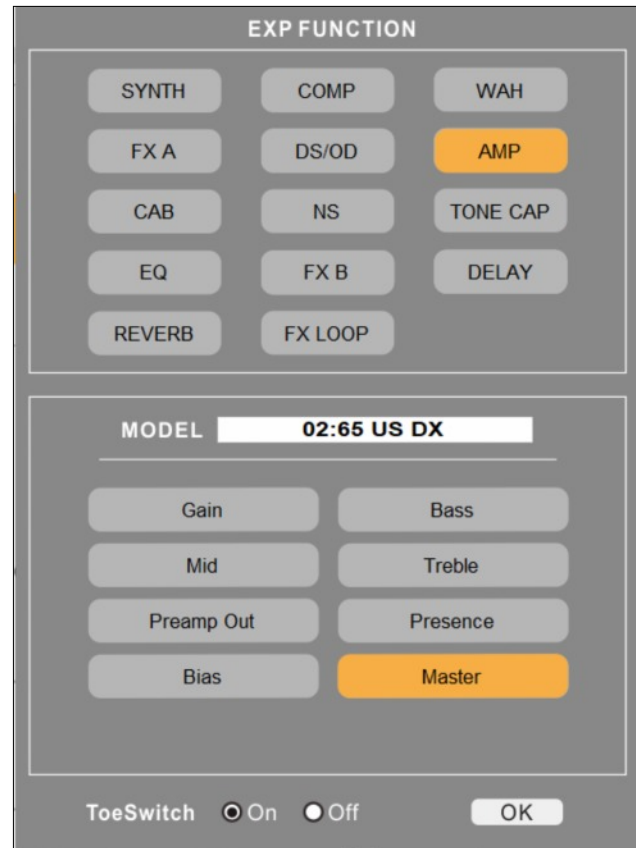 EXP FUNCTION
SYNTH COMP WAH
FX A DS/OD AMP
CAB NS TONE CAP
EQ FX B DELAY
REVERB FX LOOP
MODEL 02:65 US DX
Gain Bass
Mid Treble
Preamp Out Presence
Bias Master
ToeSwitch On Off OK